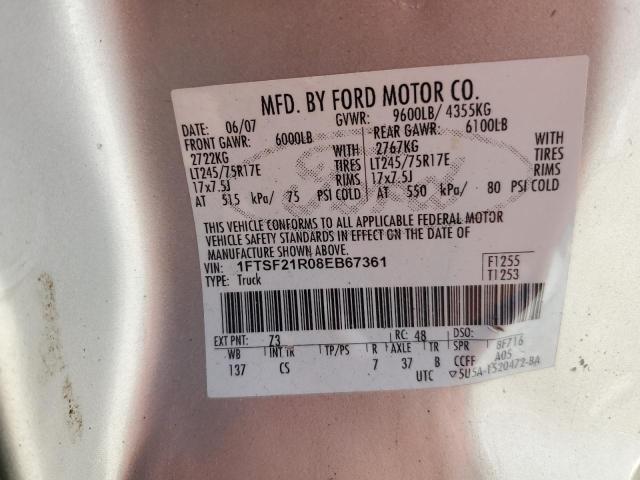 MFD. BY FORD MOTOR CO.
DATE: 06/07 GVWR: 9600LB/ 4355KG
FRONT GAWR: 6000LB REAR GAWR: 6100LB
2722KG WITH 2767KG WITH
LT245/75R17E TIRES LT245/75R17E TIRES
17x7.5J RIMS 17x7.5J RIMS
AT 515 kPa/ 75 PSI COLD AT 550 kPa/ 80 PSI COLD
THIS VEHICLE CONFORMS TO ALL APPLICABLE FEDERAL MOTOR
VEHICLE SAFETY STANDARDS IN EFFECT ON THE DATE OF
MANUFACTURE SHOWN ABOVE.
VIN: 1FTSF21R08EB67361 F1255
TYPE: Truck T1253
EXT PNT: Z3 RC: 48 DSO:
WB INT TR TP/PS R AXLE TR SPR 8F716
137 CS 7 37 B CCFF A05
UTC ▽5U5A-1520472-BA